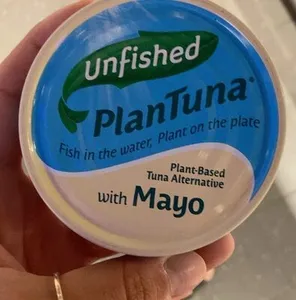 unfished
PlanTuna®
Fish in the water, Plant on the plate
Plant-Based
Tuna Alternative
with Mayo